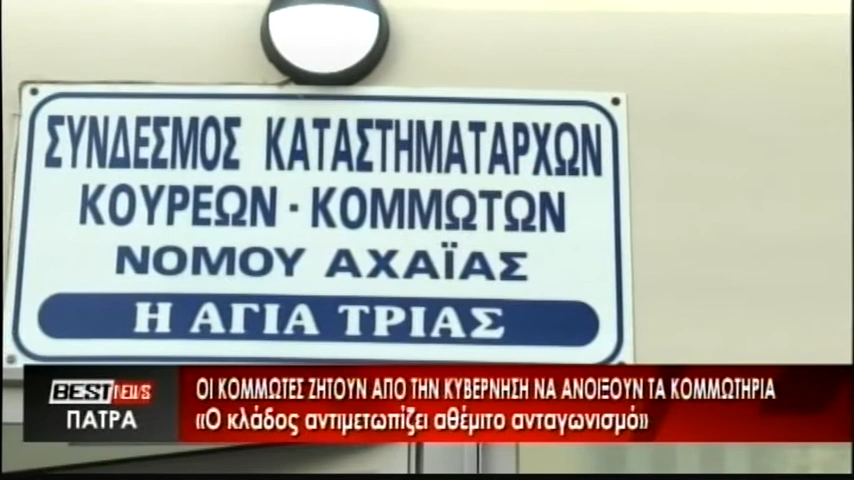 ΣΥΝΔΕΣΜΟΣ ΚΑΤΑΣΤΗΜΑΤΑΡΧΩΝ
ΚΟΥΡΕΩΝ - ΚΟΜΜΩΤΩΝ
ΝΟΜΟΥ ΑΧΑΪΑΣ
Η ΑΓΙΑ ΤΡΙΑΣ
BEST NEWS
ΠΑΤΡΑ
ΟΙ ΚΟΜΜΩΤΕΣ ΖΗΤΟΥΝ ΑΠΟ ΤΗΝ ΚΥΒΕΡΝΗΣΗ ΝΑ ΑΝΟΙΞΟΥΝ ΤΑ ΚΟΜΜΩΤΗΡΙΑ
«Ο κλάδος αντιμετωπίζει αθέμιτο ανταγωνισμό»